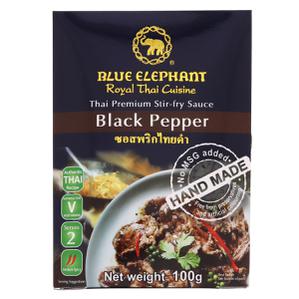 BLUE ELEPHANT
Royal Thai Cuisine
Thai Premium Stir-fry Sauce
Black Pepper
ซอสพริกไทยดำ
No MSG added
HAND MADE
Authentic
THAI
Recipe
V
Serves
2
Net weight: 100g